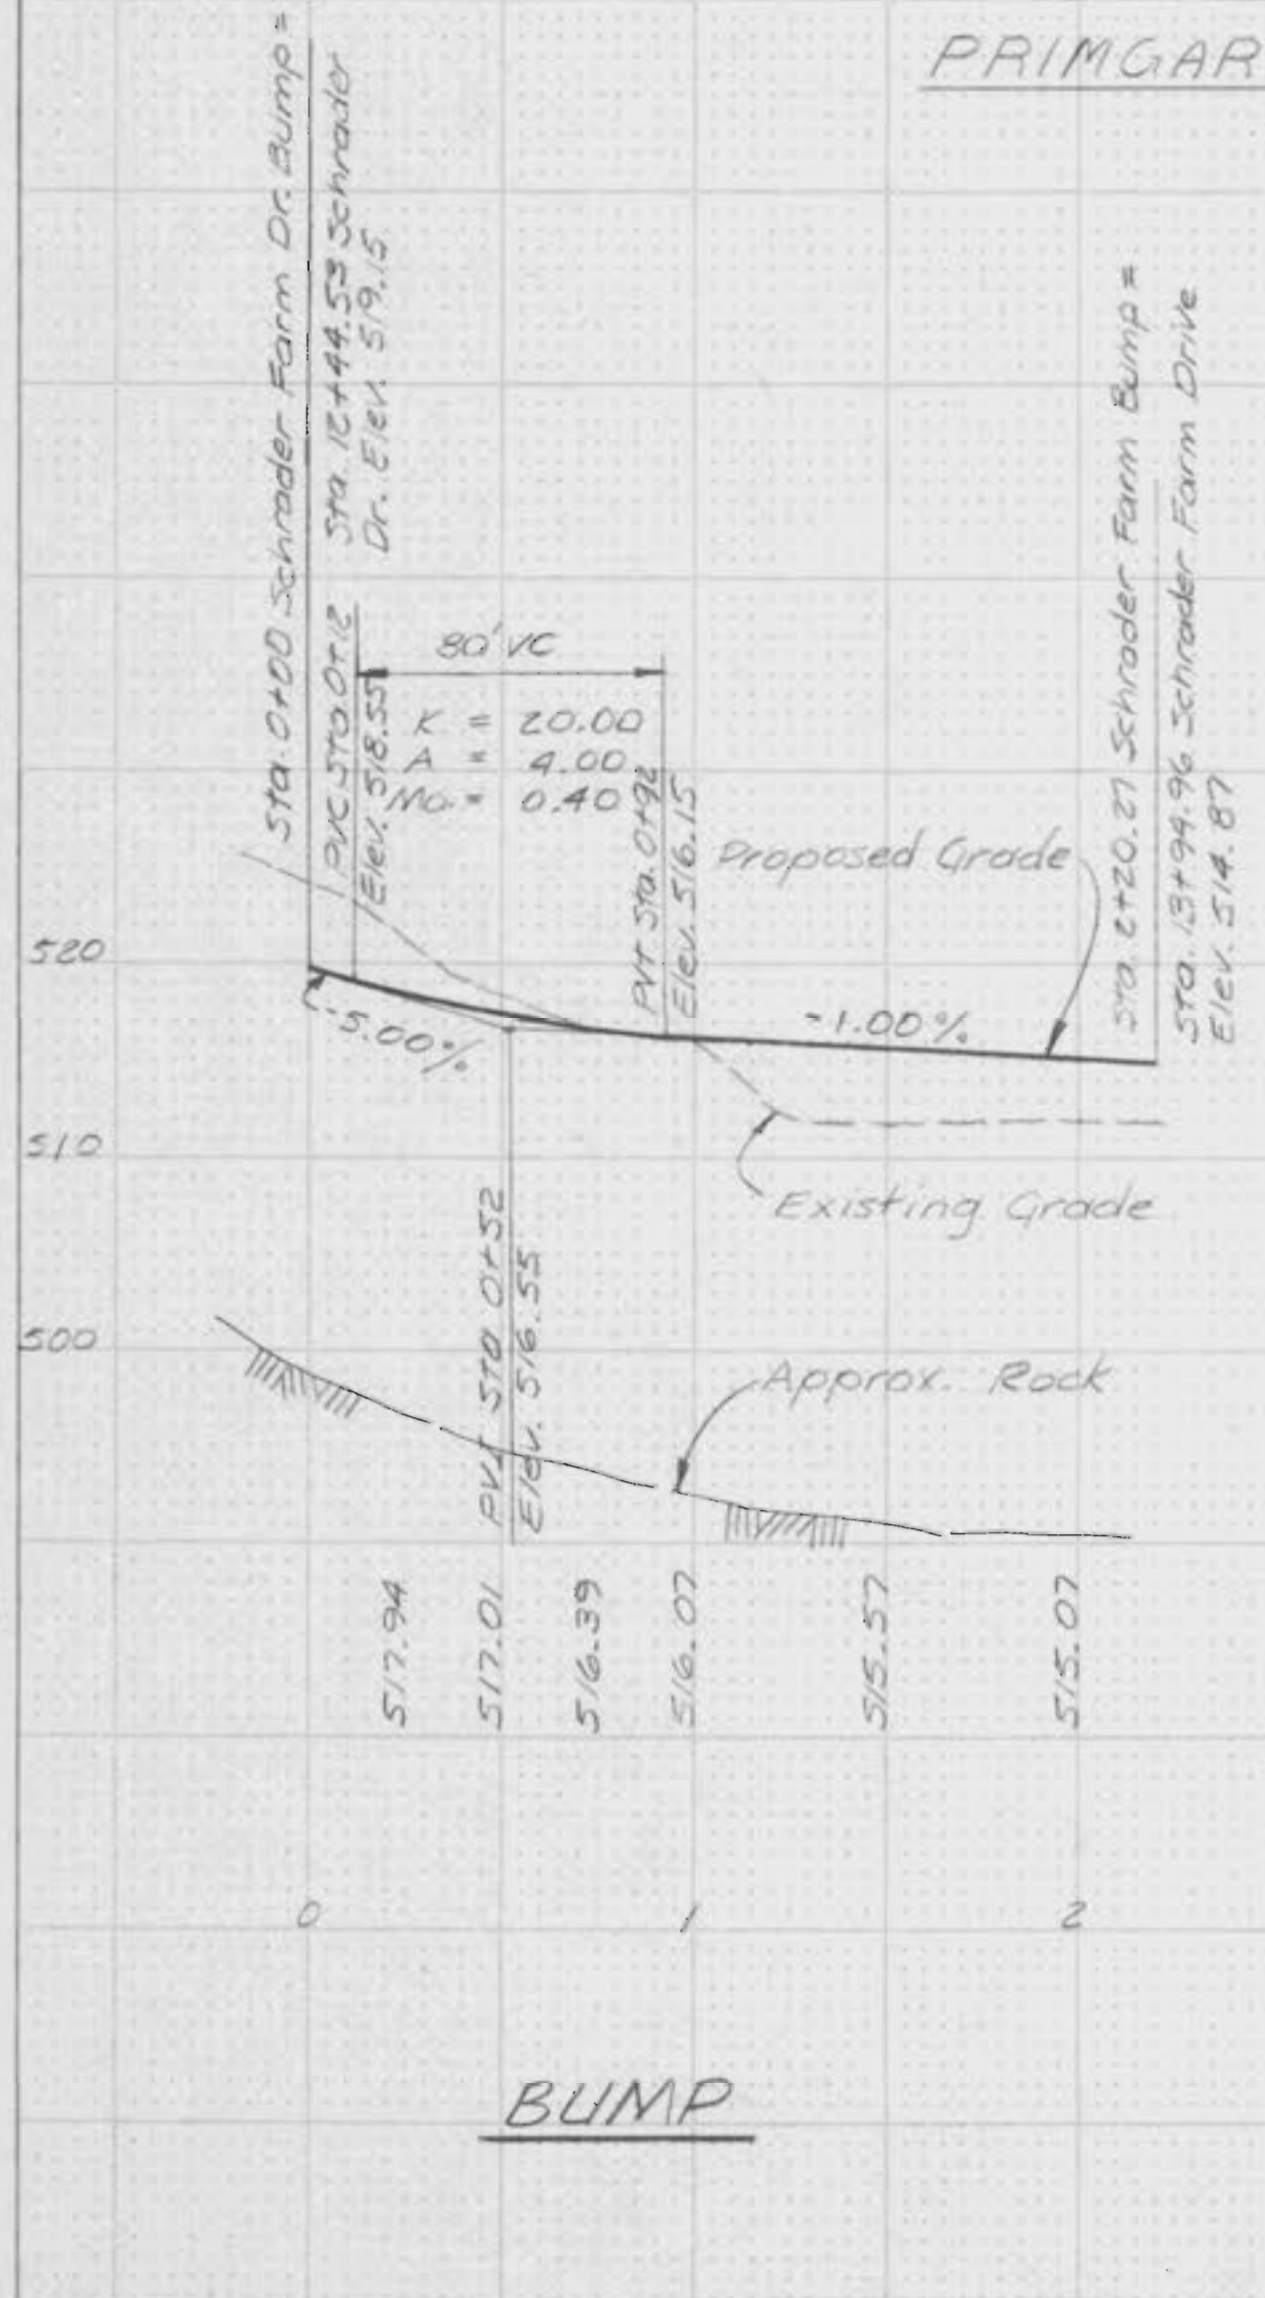 PRIMGAR
Sta. 0+00 Schrader Farm Dr. Bump =
Sta. 12+44.53 Schrader
Dr. Elev. 519.15
PVC Sta 0+12
Elev. 518.55
80' VC
K = 20.00
A = 4.00
Mo. = 0.40
PVT Sta. 0+92
Elev. 516.15
Proposed Grade
Sta. 2+20.27 Schrader Farm Bump =
Sta. 13+94.96 Schrader Farm Drive
Elev. 514.87
520
-5.00%
-1.00%
510
Existing Grade
PVI STA 0+52
Elev. 516.55
500
Approx. Rock
517.94
517.01
516.39
516.07
515.57
515.07
0 1 2
BUMP